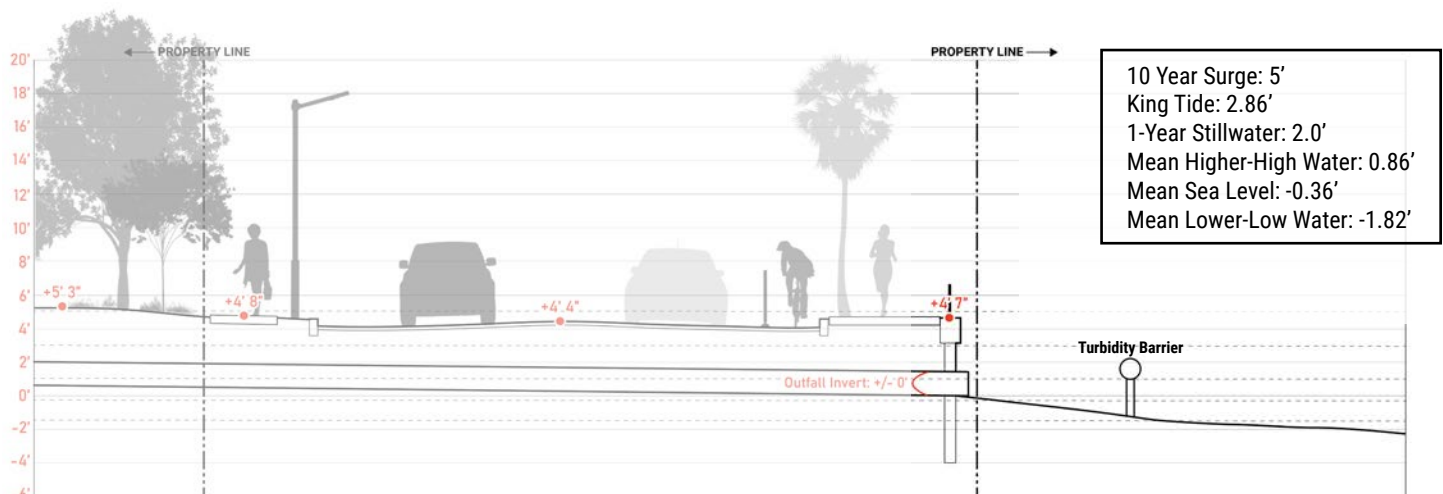 PROPERTY LINE
PROPERTY LINE
10 Year Surge: 5’
King Tide: 2.86’
1-Year Stillwater: 2.0’
Mean Higher-High Water: 0.86’
Mean Sea Level: -0.36’
Mean Lower-Low Water: -1.82’
20'
18'
16'
14'
12'
10'
8'
6'
4'
2'
0'
-2'
-4'
+5' 3"
+4' 8"
+4' 4"
+4' 7"
Turbidity Barrier
Outfall Invert: +/- 0'